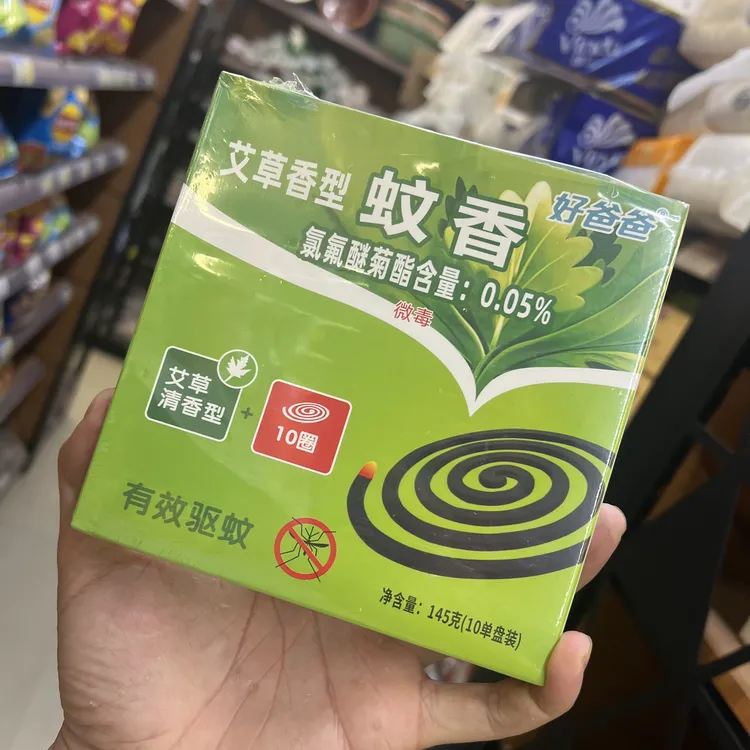 艾草香型 蚊香
好爸爸®
氯氟醚菊酯含量：0.05%
微毒
艾草
清香型
+
10圈
有效驱蚊
净含量：145克(10单盘装)